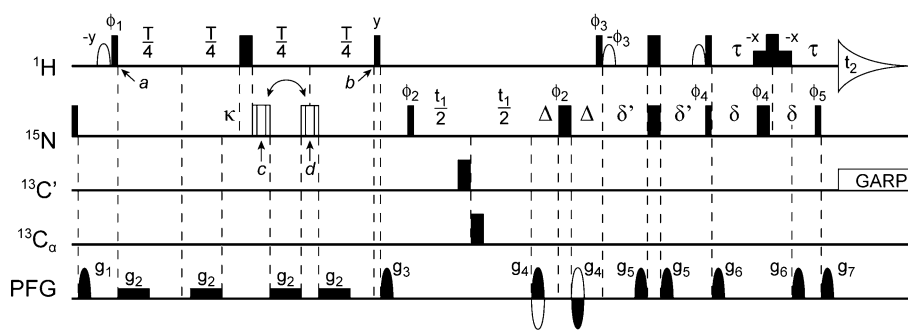 -y ϕ1 T/4 T/4 T/4 T/4 y ϕ3 -ϕ3 -x -x
¹H a b τ τ t2
κ ϕ2 t1/2 t1/2 Δ ϕ2 Δ δ' δ' ϕ4 δ ϕ4 δ ϕ5
¹⁵N c d
¹³C' GARP
¹³Cα
PFG g1 g2 g2 g2 g2 g3 g4 g4 g5 g5 g6 g6 g7